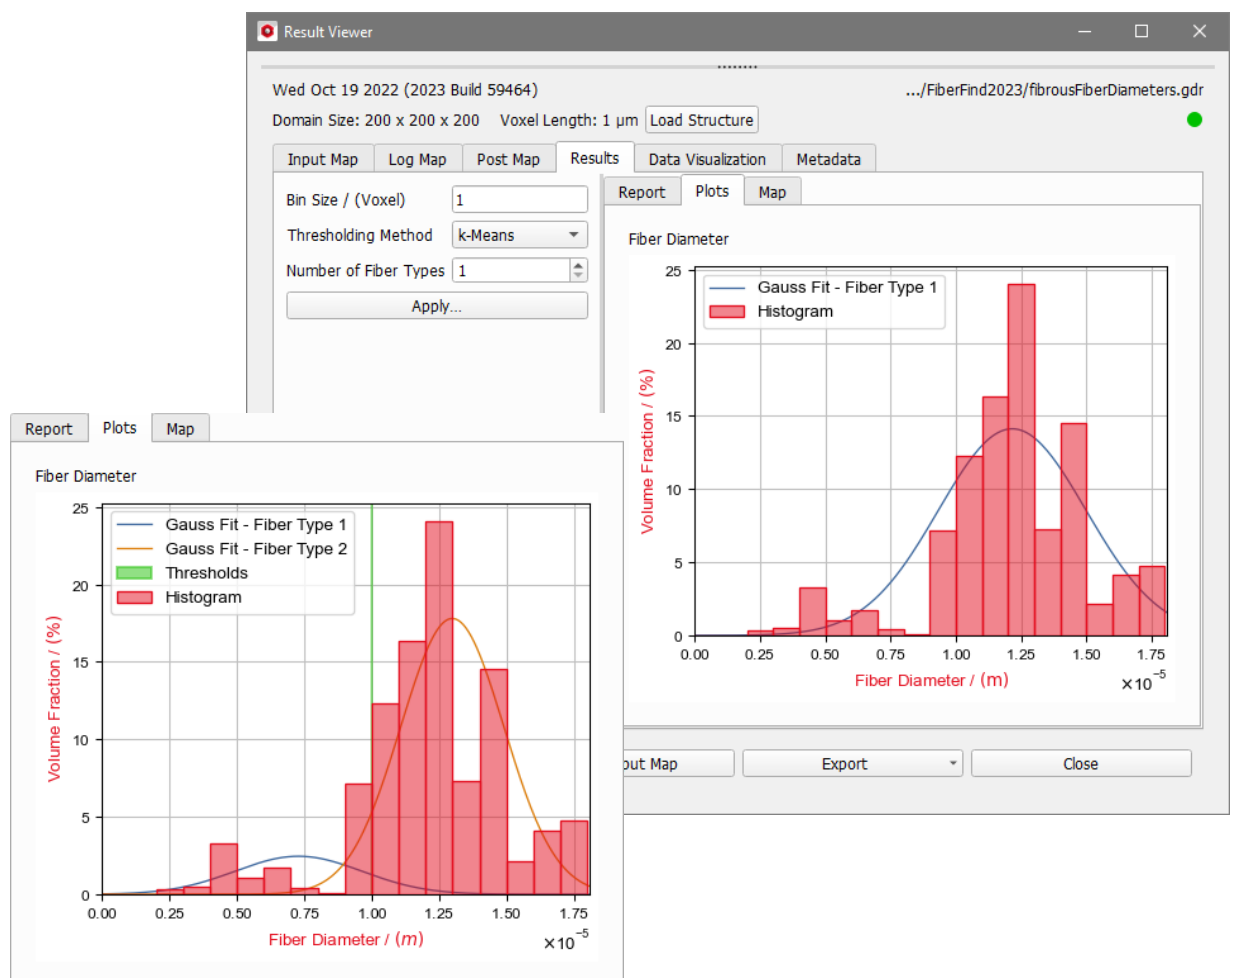 Result Viewer
Wed Oct 19 2022 (2023 Build 59464)
.../FiberFind2023/fibrousFiberDiameters.gdr
Domain Size: 200 x 200 x 200 Voxel Length: 1 µm Load Structure
Input Map Log Map Post Map Results Data Visualization Metadata
Bin Size / (Voxel) 1
Thresholding Method k-Means
Number of Fiber Types 1
Apply...
Report Plots Map
Fiber Diameter
Gauss Fit - Fiber Type 1
Histogram
25
20
15
10
5
0
Volume Fraction / (%)
0.00 0.25 0.50 0.75 1.00 1.25 1.50 1.75
Fiber Diameter / (m)
×10⁻⁵
Report Plots Map
Fiber Diameter
Gauss Fit - Fiber Type 1
Gauss Fit - Fiber Type 2
Thresholds
Histogram
25
20
15
10
5
0
Volume Fraction / (%)
0.00 0.25 0.50 0.75 1.00 1.25 1.50 1.75
Fiber Diameter / (m)
×10⁻⁵
Map Export Close